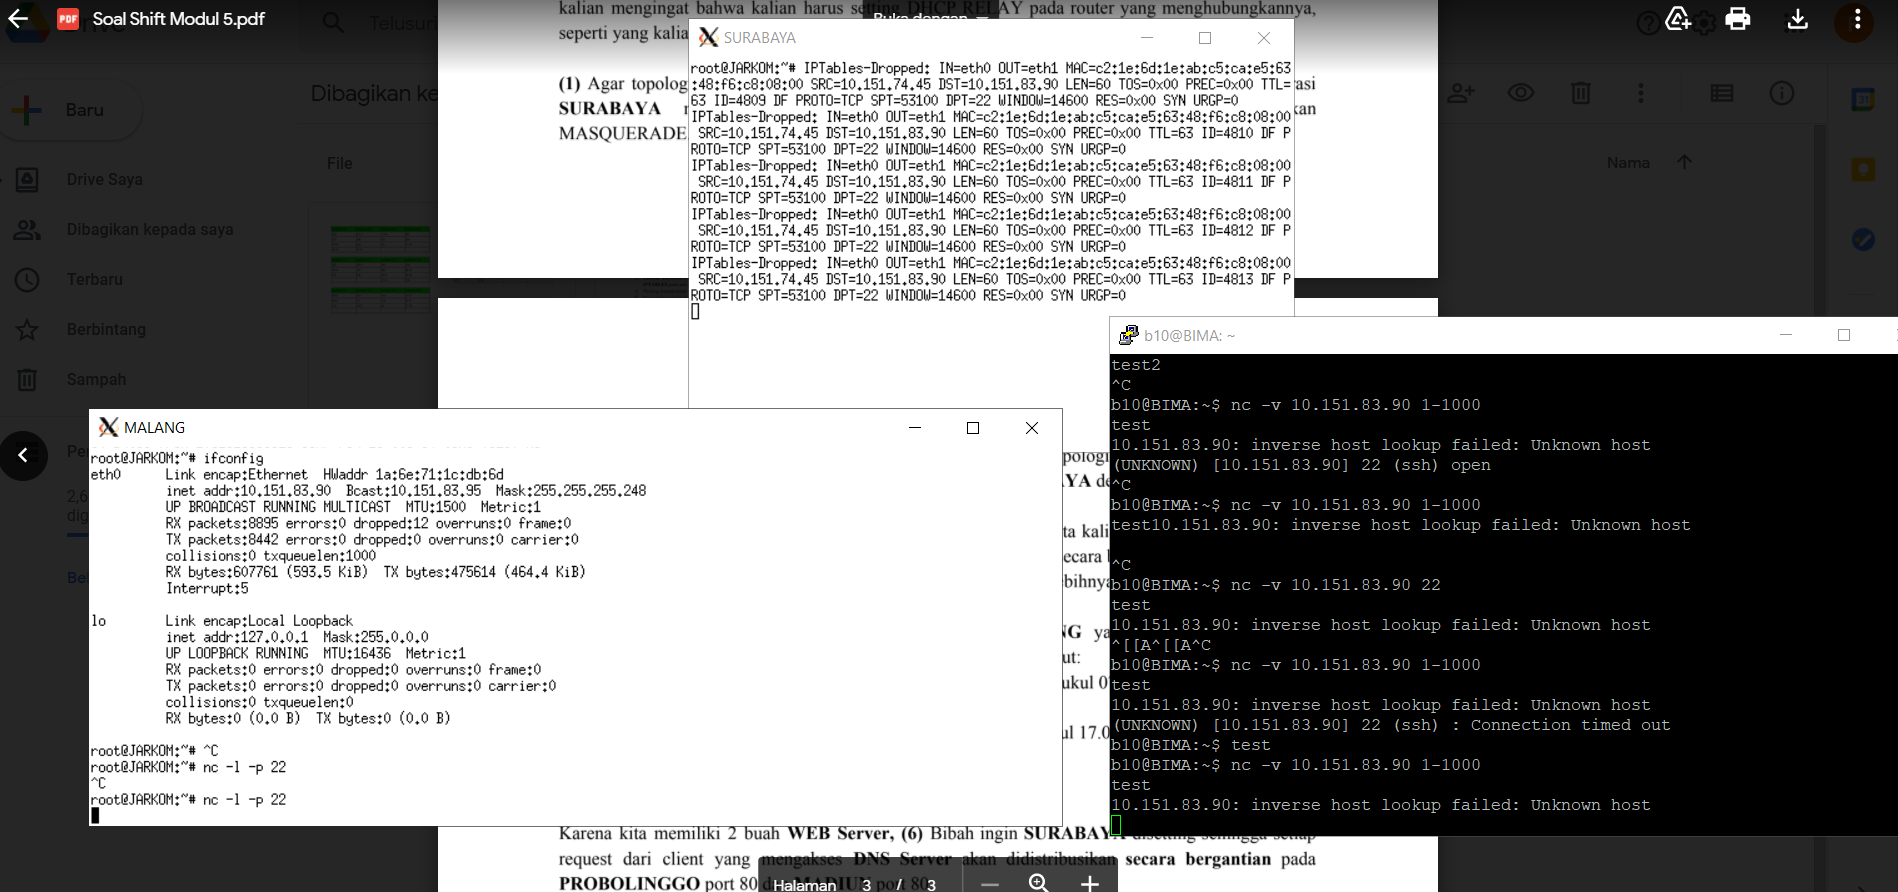 Soal Shift Modul 5.pdf
Telusuri
Buka dengan
Baru
Dibagikan ke
File
Nama
Drive Saya
Dibagikan kepada saya
Terbaru
Berbintang
Sampah
kalian mengingat bahwa kalian harus setting DHCP RELAY pada router yang menghubungkannya,
seperti yang kalia
(1) Agar topolog
asi
SURABAYA
kan
MASQUERADE.
SURABAYA
root@JARKOM:~# IPTables-Dropped: IN=eth0 OUT=eth1 MAC=c2:1e:6d:1e:ab:c5:ca:e5:63
:48:f6:c8:08:00 SRC=10.151.74.45 DST=10.151.83.90 LEN=60 TOS=0x00 PREC=0x00 TTL=
63 ID=4809 DF PROTO=TCP SPT=53100 DPT=22 WINDOW=14600 RES=0x00 SYN URGP=0
IPTables-Dropped: IN=eth0 OUT=eth1 MAC=c2:1e:6d:1e:ab:c5:ca:e5:63:48:f6:c8:08:00
SRC=10.151.74.45 DST=10.151.83.90 LEN=60 TOS=0x00 PREC=0x00 TTL=63 ID=4810 DF P
ROTO=TCP SPT=53100 DPT=22 WINDOW=14600 RES=0x00 SYN URGP=0
IPTables-Dropped: IN=eth0 OUT=eth1 MAC=c2:1e:6d:1e:ab:c5:ca:e5:63:48:f6:c8:08:00
SRC=10.151.74.45 DST=10.151.83.90 LEN=60 TOS=0x00 PREC=0x00 TTL=63 ID=4811 DF P
ROTO=TCP SPT=53100 DPT=22 WINDOW=14600 RES=0x00 SYN URGP=0
IPTables-Dropped: IN=eth0 OUT=eth1 MAC=c2:1e:6d:1e:ab:c5:ca:e5:63:48:f6:c8:08:00
SRC=10.151.74.45 DST=10.151.83.90 LEN=60 TOS=0x00 PREC=0x00 TTL=63 ID=4812 DF P
ROTO=TCP SPT=53100 DPT=22 WINDOW=14600 RES=0x00 SYN URGP=0
IPTables-Dropped: IN=eth0 OUT=eth1 MAC=c2:1e:6d:1e:ab:c5:ca:e5:63:48:f6:c8:08:00
SRC=10.151.74.45 DST=10.151.83.90 LEN=60 TOS=0x00 PREC=0x00 TTL=63 ID=4813 DF P
ROTO=TCP SPT=53100 DPT=22 WINDOW=14600 RES=0x00 SYN URGP=0
MALANG
root@JARKOM:~# ifconfig
eth0 Link encap:Ethernet HWaddr 1a:6e:71:1c:db:6d
inet addr:10.151.83.90 Bcast:10.151.83.95 Mask:255.255.255.248
UP BROADCAST RUNNING MULTICAST MTU:1500 Metric:1
RX packets:8895 errors:0 dropped:12 overruns:0 frame:0
TX packets:8442 errors:0 dropped:0 overruns:0 carrier:0
collisions:0 txqueuelen:1000
RX bytes:607761 (593.5 KiB) TX bytes:475614 (464.4 KiB)
Interrupt:5
lo Link encap:Local Loopback
inet addr:127.0.0.1 Mask:255.0.0.0
UP LOOPBACK RUNNING MTU:16436 Metric:1
RX packets:0 errors:0 dropped:0 overruns:0 frame:0
TX packets:0 errors:0 dropped:0 overruns:0 carrier:0
collisions:0 txqueuelen:0
RX bytes:0 (0.0 B) TX bytes:0 (0.0 B)
root@JARKOM:~# ^C
root@JARKOM:~# nc -l -p 22
^C
root@JARKOM:~# nc -l -p 22
pologi
YA de
ta kali
ecara
bihnya
NG ya
ut:
ukul 0
ul 17.0
b10@BIMA: ~
test2
^C
b10@BIMA:~$ nc -v 10.151.83.90 1-1000
test
10.151.83.90: inverse host lookup failed: Unknown host
(UNKNOWN) [10.151.83.90] 22 (ssh) open
^C
b10@BIMA:~$ nc -v 10.151.83.90 1-1000
test10.151.83.90: inverse host lookup failed: Unknown host
^C
b10@BIMA:~$ nc -v 10.151.83.90 22
test
10.151.83.90: inverse host lookup failed: Unknown host
^[[A^[[A^C
b10@BIMA:~$ nc -v 10.151.83.90 1-1000
test
10.151.83.90: inverse host lookup failed: Unknown host
(UNKNOWN) [10.151.83.90] 22 (ssh) : Connection timed out
b10@BIMA:~$ test
b10@BIMA:~$ nc -v 10.151.83.90 1-1000
test
10.151.83.90: inverse host lookup failed: Unknown host
Karena kita memiliki 2 buah WEB Server, (6) Bibah ingin SURABAYA disetting sehingga setiap
request dari client yang mengakses DNS Server akan didistribusikan secara bergantian pada
PROBOLINGGO port 80 dan MADIUN port 80.
Halaman 3 / 3